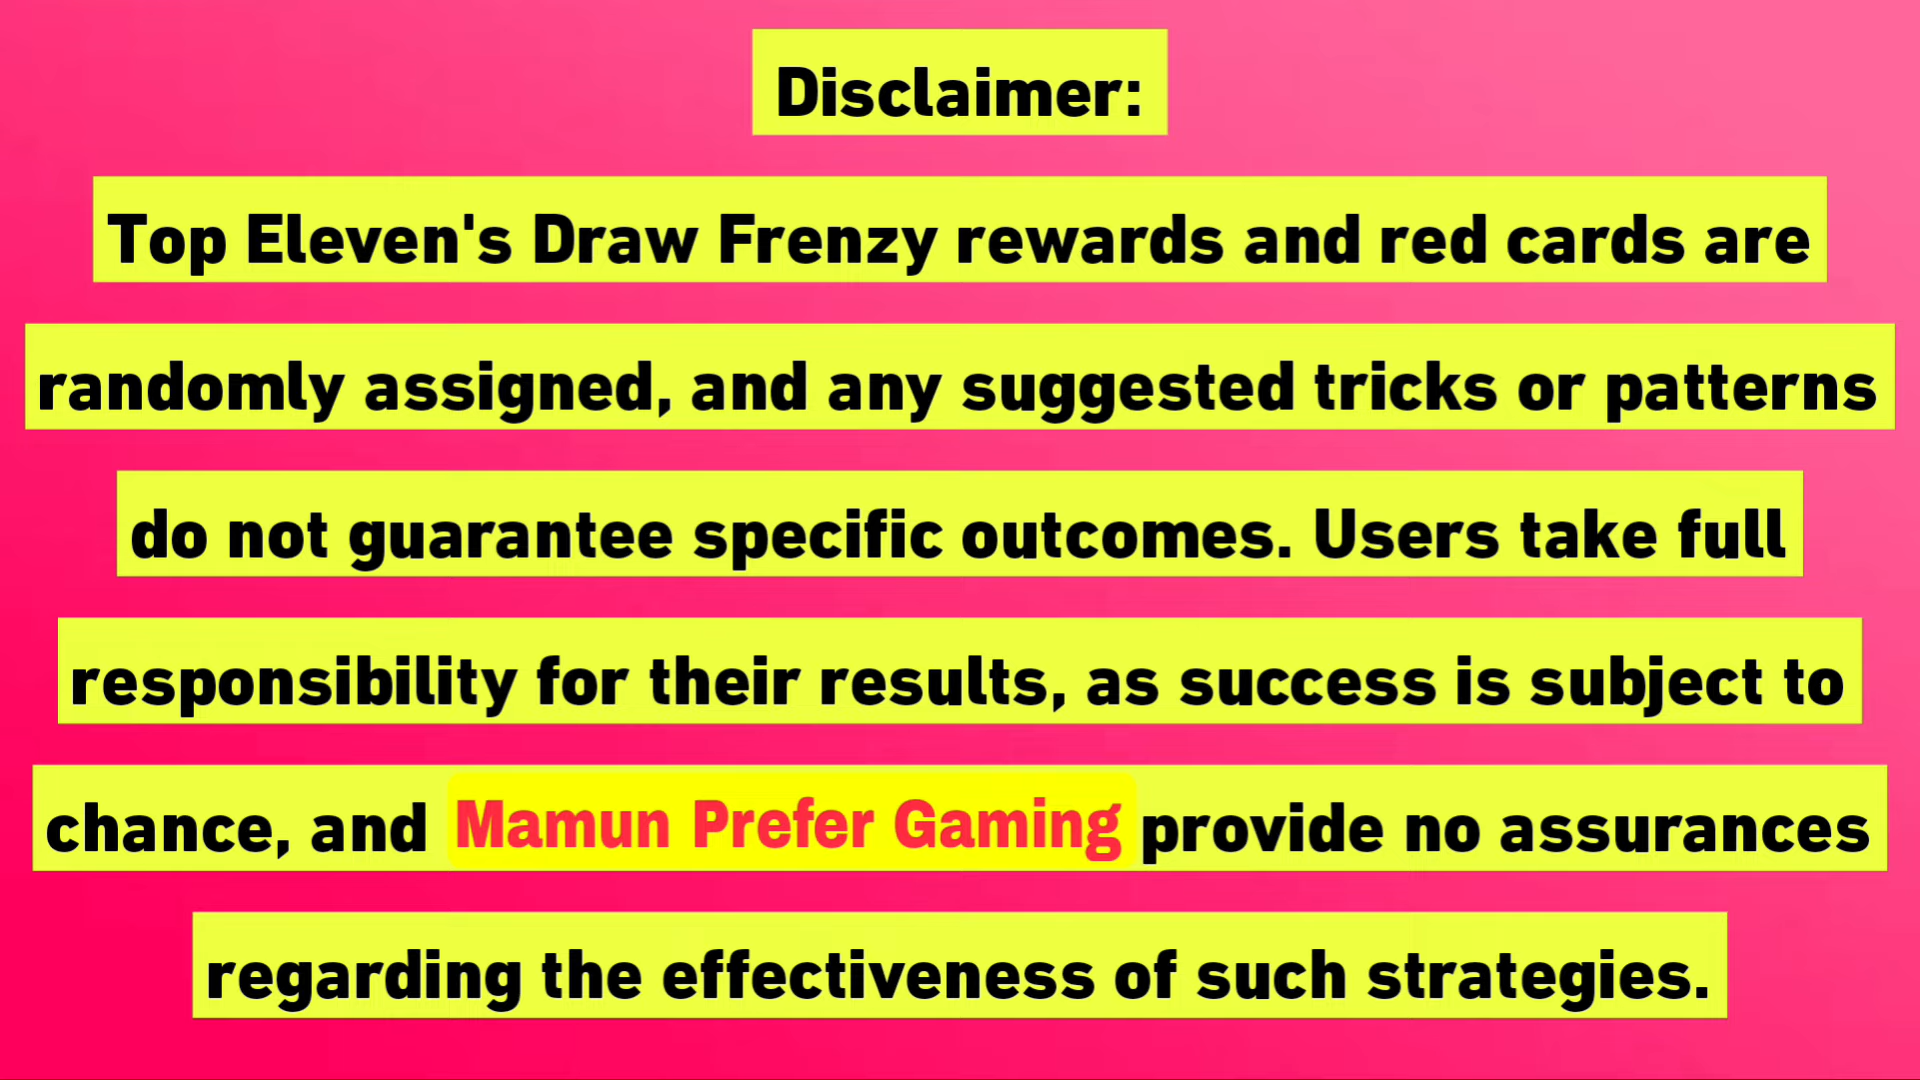 Disclaimer:
Top Eleven's Draw Frenzy rewards and red cards are
randomly assigned, and any suggested tricks or patterns
do not guarantee specific outcomes. Users take full
responsibility for their results, as success is subject to
chance, and Mamun Prefer Gaming provide no assurances
regarding the effectiveness of such strategies.